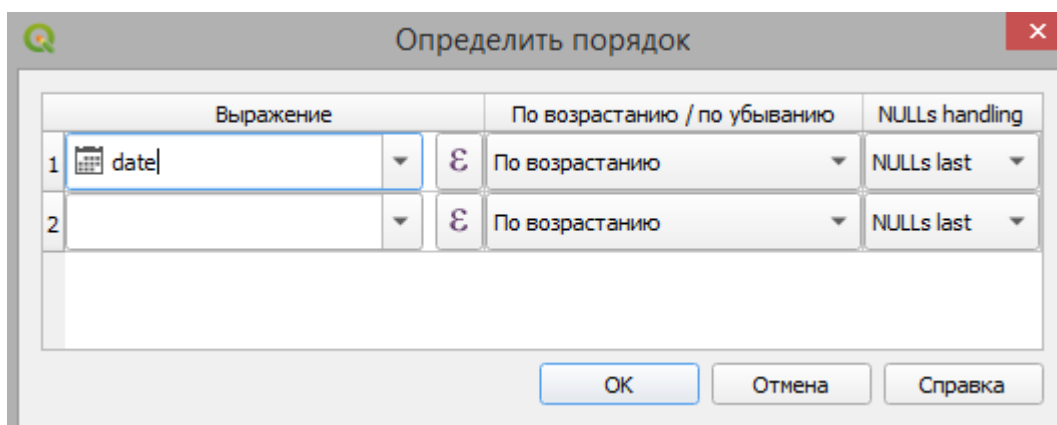 Определить порядок
Выражение По возрастанию / по убыванию NULLs handling
1 date ε По возрастанию NULLs last
2 ε По возрастанию NULLs last
OK Отмена Справка